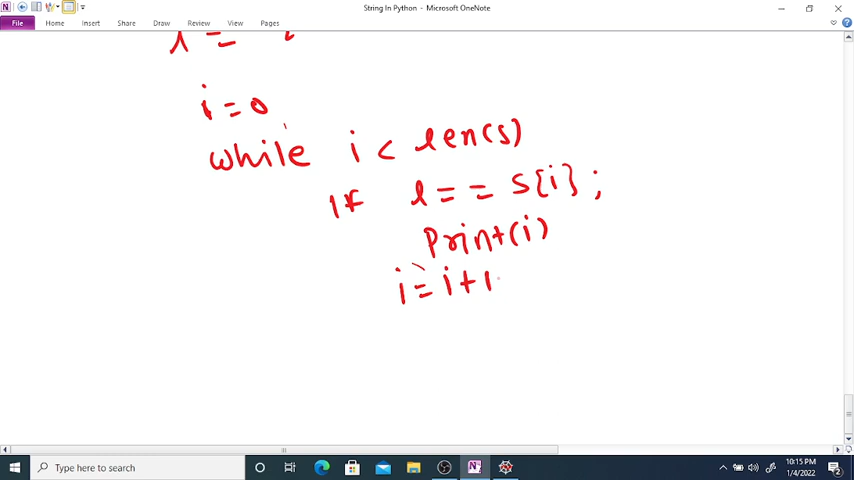 String In Python - Microsoft OneNote
File Home Insert Share Draw Review View Pages
i=0
while i < len(s)
If l == s[i] ;
Print(i)
i=i+1
Type here to search
10:15 PM
1/4/2022
2